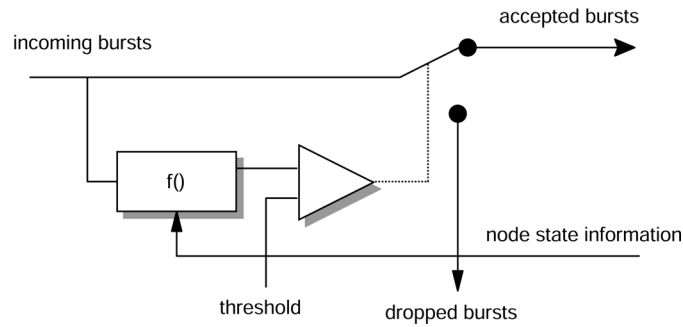 accepted bursts
incoming bursts
f()
node state information
threshold
dropped bursts